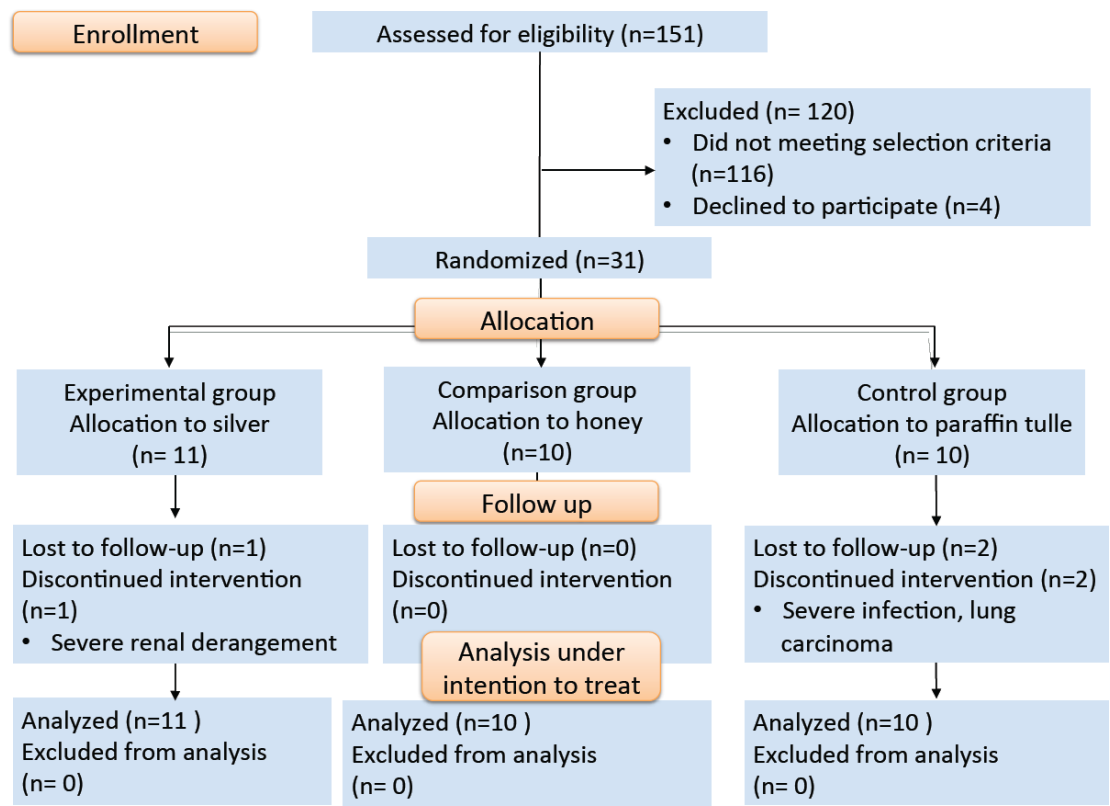 Enrollment
Assessed for eligibility (n=151)
Excluded (n= 120)
• Did not meeting selection criteria
(n=116)
• Declined to participate (n=4)
Randomized (n=31)
Allocation
Experimental group
Allocation to silver
(n= 11)
Comparison group
Allocation to honey
(n=10)
Control group
Allocation to paraffin tulle
(n= 10)
Follow up
Lost to follow-up (n=1)
Discontinued intervention
(n=1)
• Severe renal derangement
Lost to follow-up (n=0)
Discontinued intervention
(n=0)
Lost to follow-up (n=2)
Discontinued intervention (n=2)
• Severe infection, lung
carcinoma
Analysis under
intention to treat
Analyzed (n=11 )
Excluded from analysis
(n= 0)
Analyzed (n=10 )
Excluded from analysis
(n= 0)
Analyzed (n=10 )
Excluded from analysis
(n= 0)